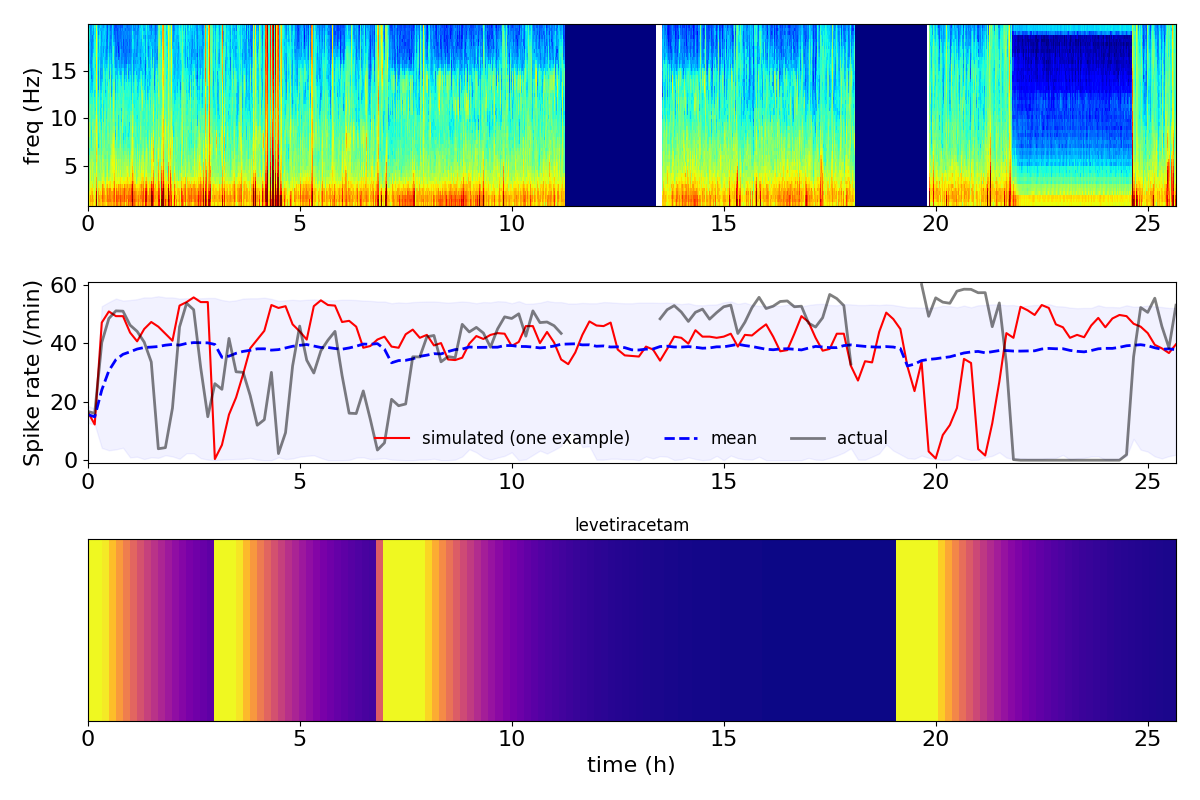 freq (Hz)
15
10
5
0 5 10 15 20 25
Spike rate (/min)
60
40
20
0
simulated (one example) mean actual
0 5 10 15 20 25
levetiracetam
0 5 10 15 20 25
time (h)